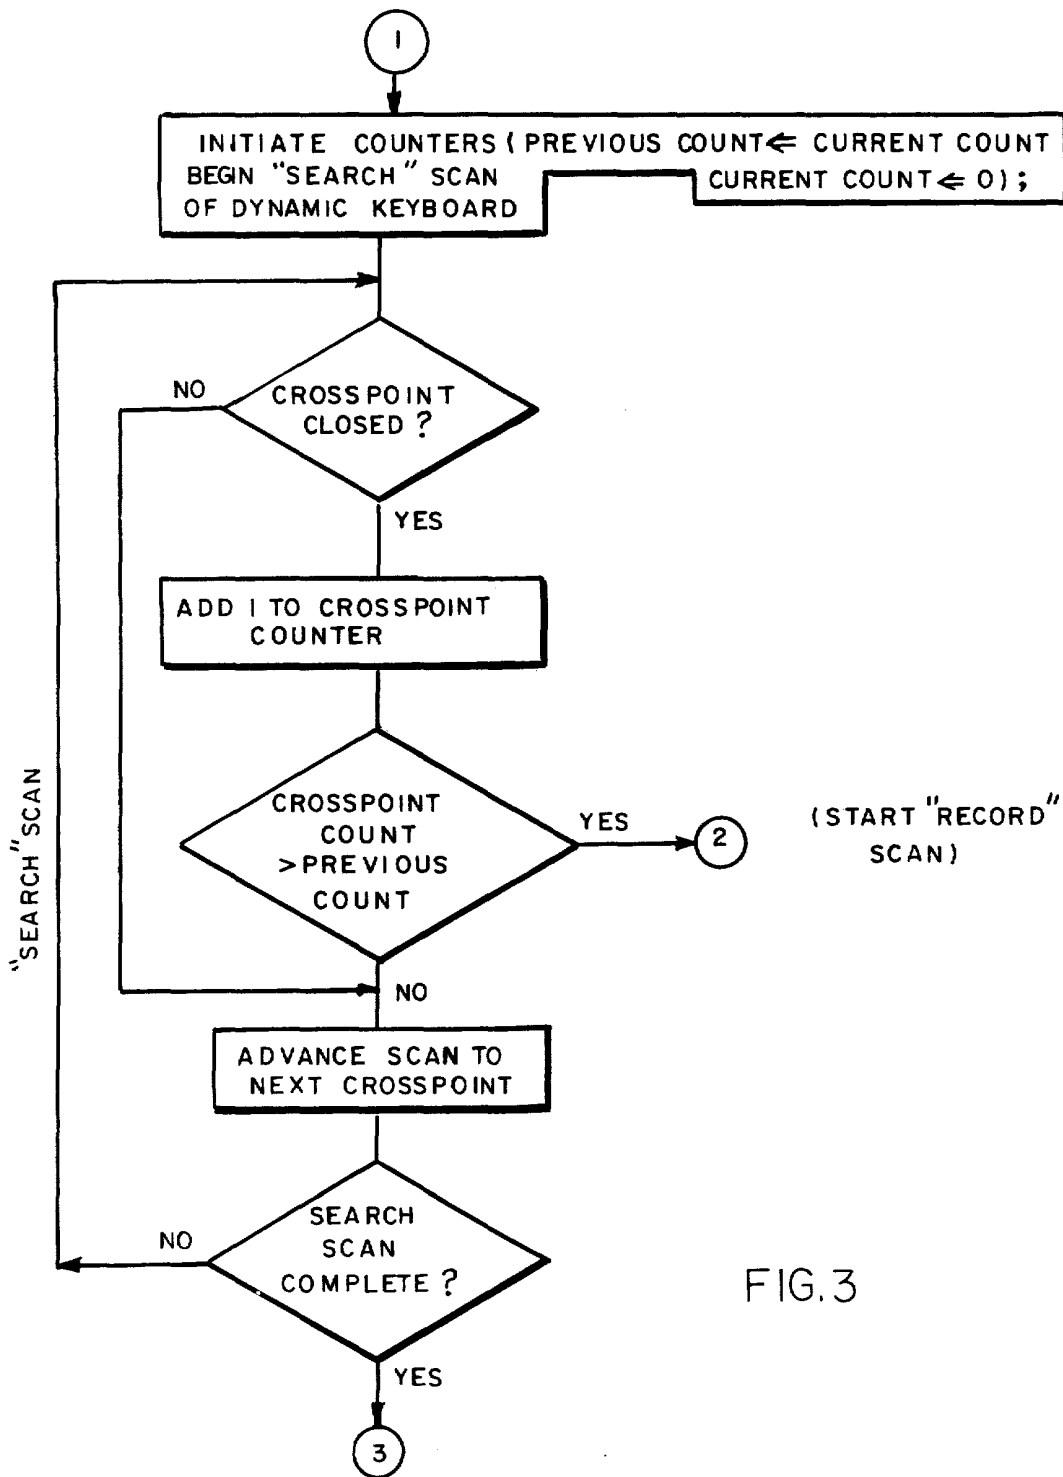 1
INITIATE COUNTERS (PREVIOUS COUNT ⇐ CURRENT COUNT
BEGIN "SEARCH" SCAN CURRENT COUNT ⇐ 0);
OF DYNAMIC KEYBOARD
NO
CROSSPOINT
CLOSED ?
YES
ADD 1 TO CROSSPOINT
COUNTER
"SEARCH" SCAN
CROSSPOINT
COUNT
>PREVIOUS
COUNT
YES
2
(START "RECORD"
SCAN)
NO
ADVANCE SCAN TO
NEXT CROSSPOINT
NO
SEARCH
SCAN
COMPLETE ?
FIG. 3
YES
3